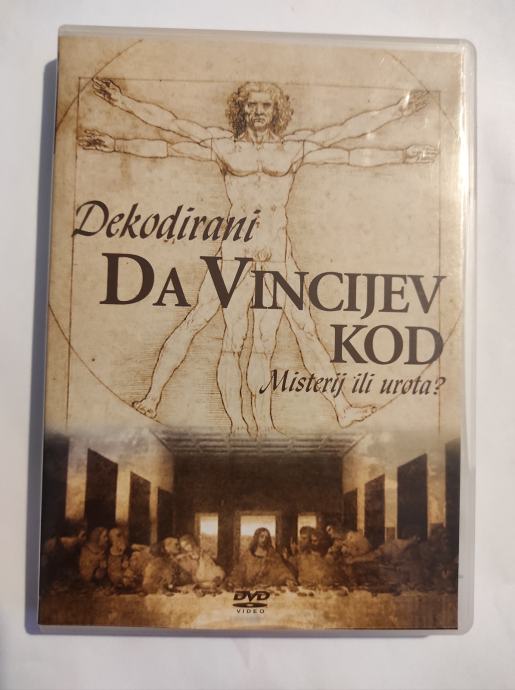 Dekodirani
DA VINCIJEV
KOD
Misterij ili urota?
DVD
VIDEO